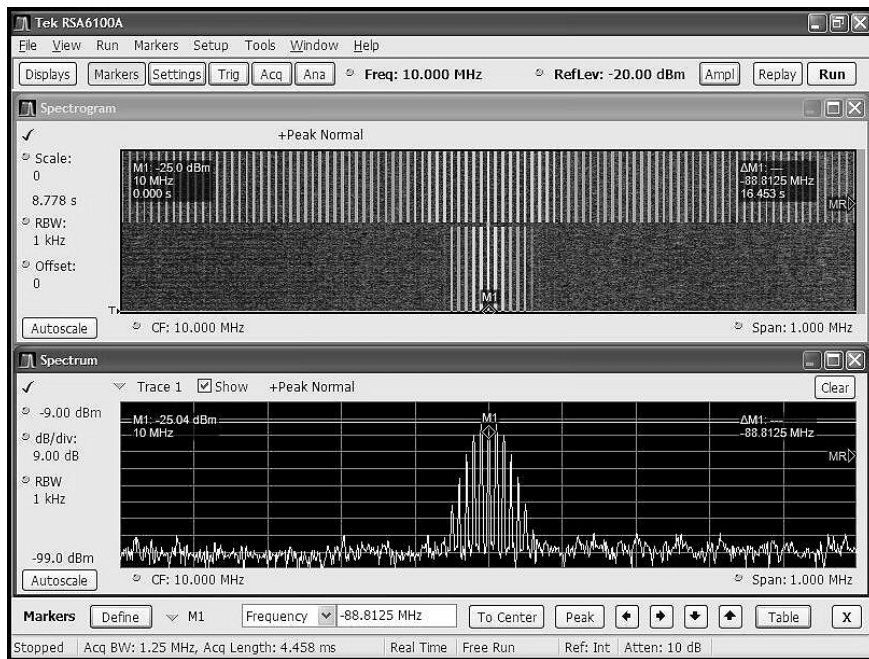 Tek RSA6100A
File View Run Markers Setup Tools Window Help
Displays Markers Settings Trig Acq Ana Freq: 10.000 MHz RefLev: -20.00 dBm Ampl Replay Run
Spectrogram
+Peak Normal
Scale:
0
8.778 s
RBW:
1 kHz
Offset:
0
Autoscale
M1: -25.0 dBm
10 MHz
0.000 s
ΔM1: ---
-88.8125 MHz
16.453 s
MR
M1
T
CF: 10.000 MHz Span: 1.000 MHz
Spectrum
Trace 1 Show +Peak Normal Clear
-9.00 dBm
dB/div:
9.00 dB
RBW
1 kHz
-99.0 dBm
Autoscale
M1: -25.04 dBm
10 MHz
M1
ΔM1: ---
-88.8125 MHz
MR
CF: 10.000 MHz Span: 1.000 MHz
Markers Define M1 Frequency -88.8125 MHz To Center Peak Table X
Stopped Acq BW: 1.25 MHz, Acq Length: 4.458 ms Real Time Free Run Ref: Int Atten: 10 dB